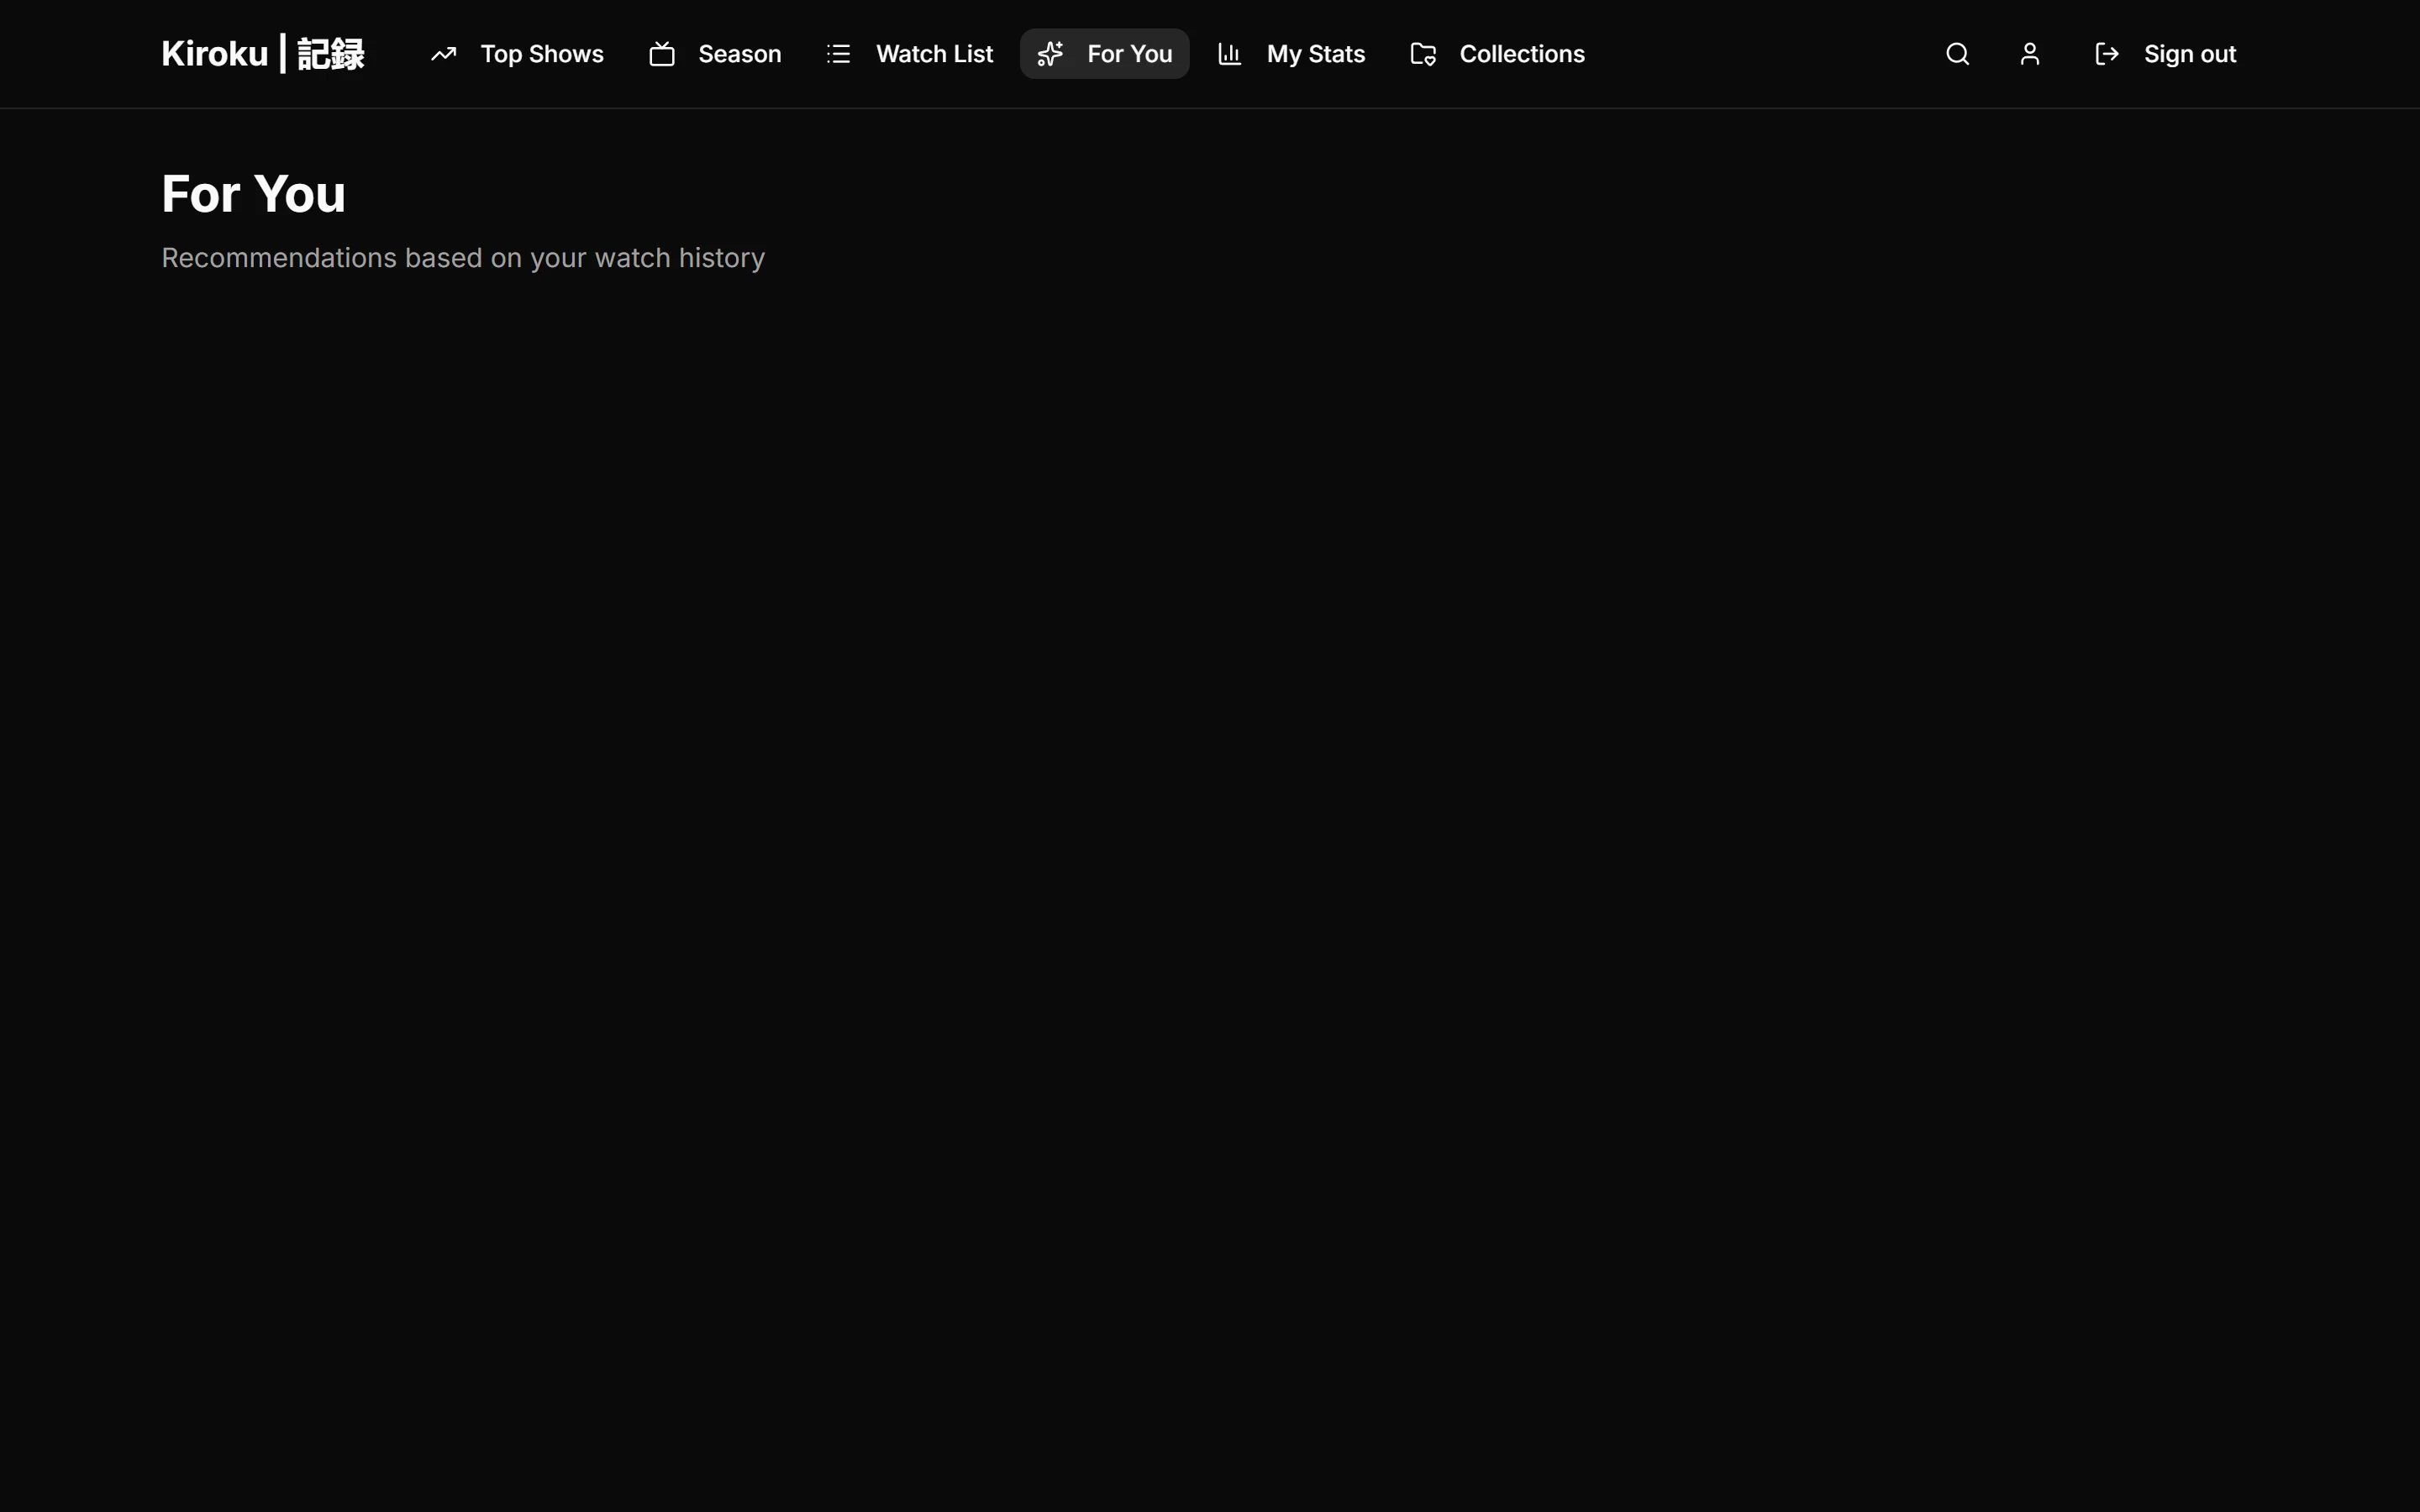 Kiroku | 記録
Top Shows
Season
Watch List
For You
My Stats
Collections
Sign out
For You
Recommendations based on your watch history